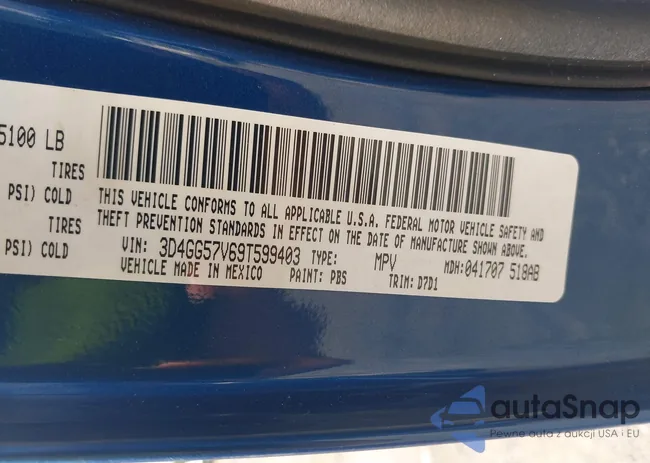 5100 LB
TIRES
PSI) COLD
TIRES
PSI) COLD
THIS VEHICLE CONFORMS TO ALL APPLICABLE U.S.A. FEDERAL MOTOR VEHICLE SAFETY AND
THEFT PREVENTION STANDARDS IN EFFECT ON THE DATE OF MANUFACTURE SHOWN ABOVE.
VIN: 3D4GG57V69T599403 TYPE: MPV MDH: 041707 518AB
VEHICLE MADE IN MEXICO PAINT: PBS TRIM: D7D1
autaSnap
Pewne auta z aukcji USA i EU